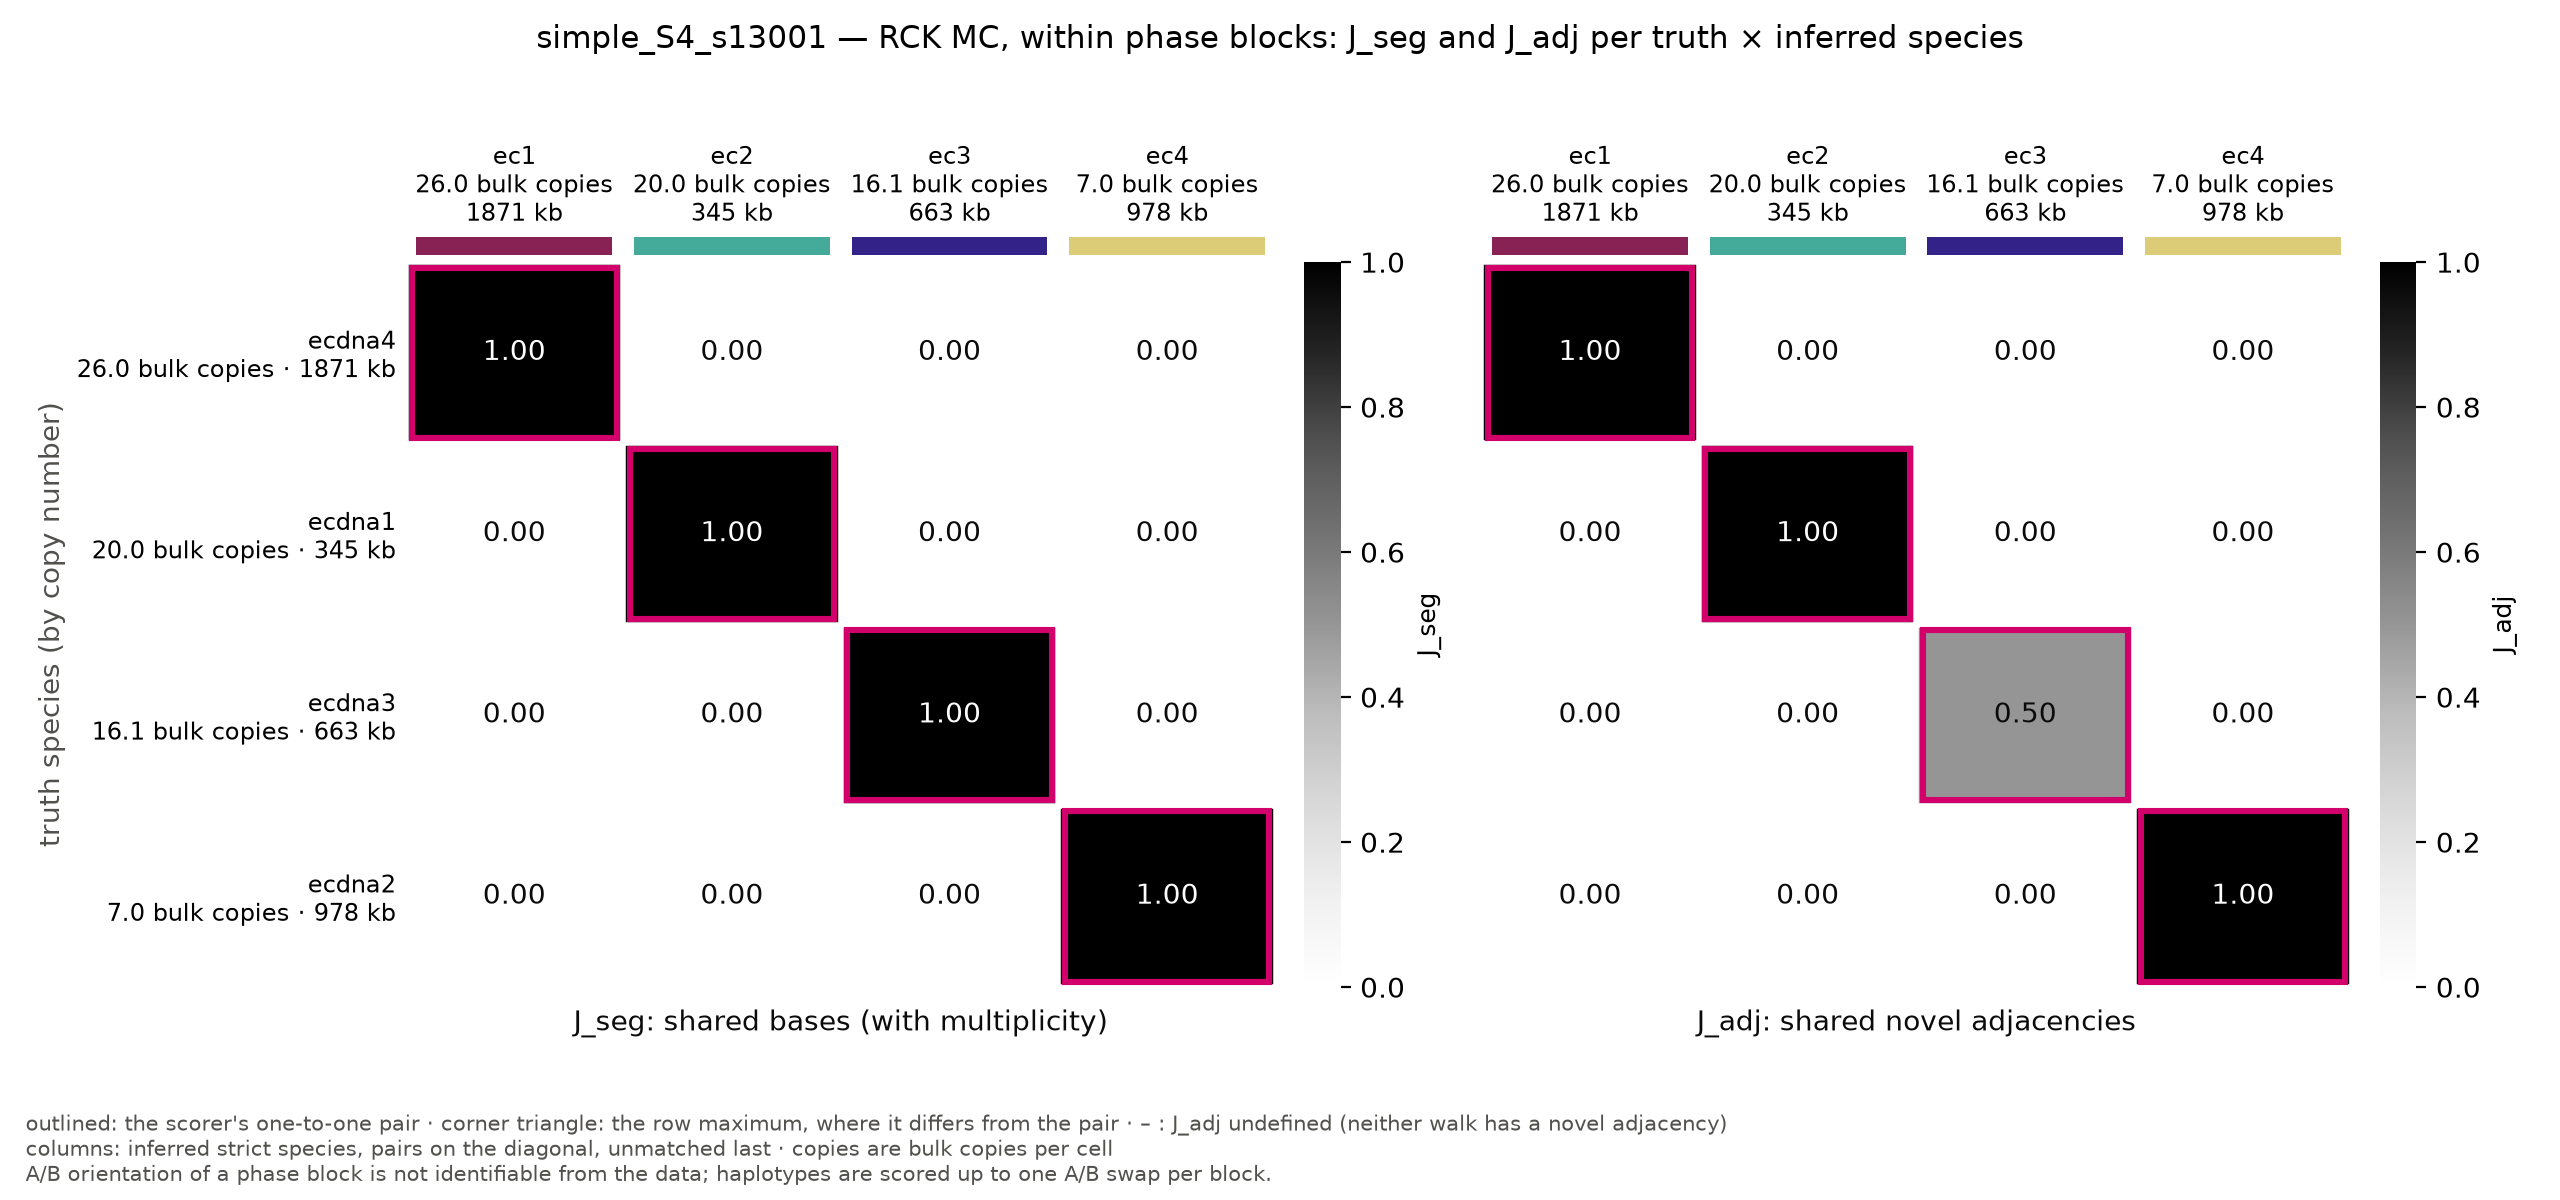 simple_S4_s13001 — RCK MC, within phase blocks: J_seg and J_adj per truth × inferred species
ec1
26.0 bulk copies
1871 kb
ec2
20.0 bulk copies
345 kb
ec3
16.1 bulk copies
663 kb
ec4
7.0 bulk copies
978 kb
truth species (by copy number)
ecdna4
26.0 bulk copies · 1871 kb
1.00 0.00 0.00 0.00
ecdna1
20.0 bulk copies · 345 kb
0.00 1.00 0.00 0.00
ecdna3
16.1 bulk copies · 663 kb
0.00 0.00 1.00 0.00
ecdna2
7.0 bulk copies · 978 kb
0.00 0.00 0.00 1.00
1.0
0.8
0.6
0.4
0.2
0.0
J_seg
J_seg: shared bases (with multiplicity)
ec1
26.0 bulk copies
1871 kb
ec2
20.0 bulk copies
345 kb
ec3
16.1 bulk copies
663 kb
ec4
7.0 bulk copies
978 kb
1.00 0.00 0.00 0.00
0.00 1.00 0.00 0.00
0.00 0.00 0.50 0.00
0.00 0.00 0.00 1.00
1.0
0.8
0.6
0.4
0.2
0.0
J_adj
J_adj: shared novel adjacencies
outlined: the scorer's one-to-one pair · corner triangle: the row maximum, where it differs from the pair · – : J_adj undefined (neither walk has a novel adjacency)
columns: inferred strict species, pairs on the diagonal, unmatched last · copies are bulk copies per cell
A/B orientation of a phase block is not identifiable from the data; haplotypes are scored up to one A/B swap per block.